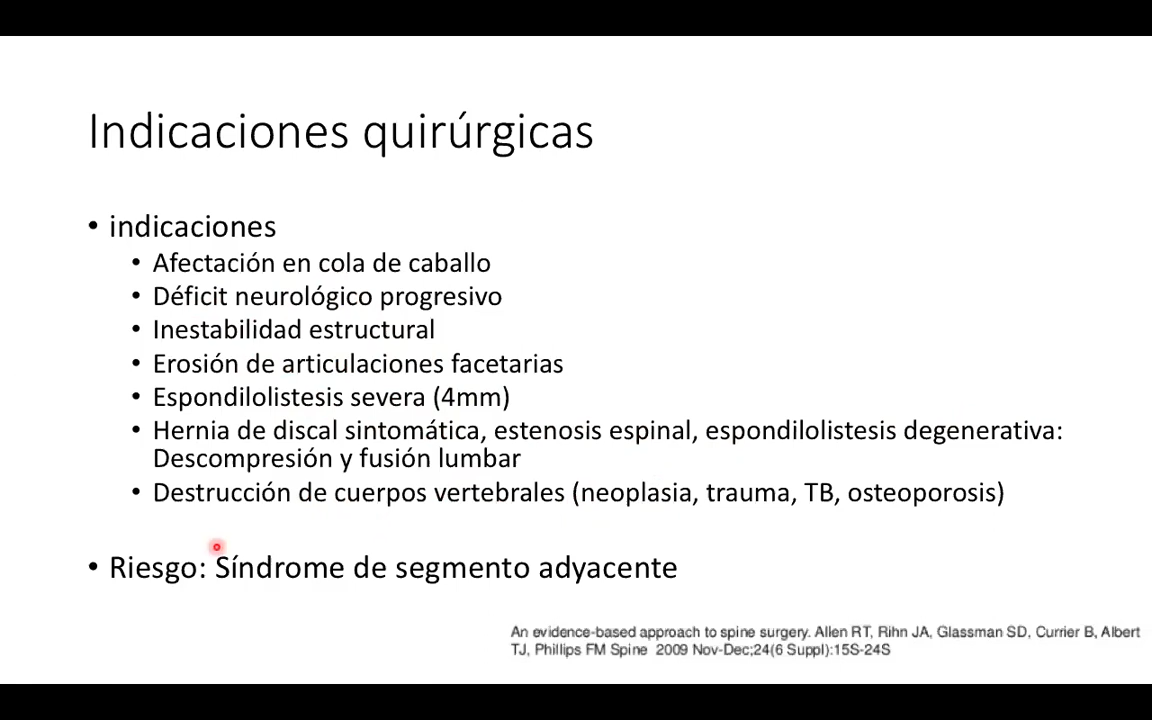 Indicaciones quirúrgicas
• indicaciones
• Afectación en cola de caballo
• Déficit neurológico progresivo
• Inestabilidad estructural
• Erosión de articulaciones facetarias
• Espondilolistesis severa (4mm)
• Hernia de discal sintomática, estenosis espinal, espondilolistesis degenerativa:
Descompresión y fusión lumbar
• Destrucción de cuerpos vertebrales (neoplasia, trauma, TB, osteoporosis)
• Riesgo: Síndrome de segmento adyacente
An evidence-based approach to spine surgery. Allen RT, Rihn JA, Glassman SD, Currier B, Albert
TJ, Phillips FM Spine 2009 Nov-Dec;24(6 Suppl):15S-24S